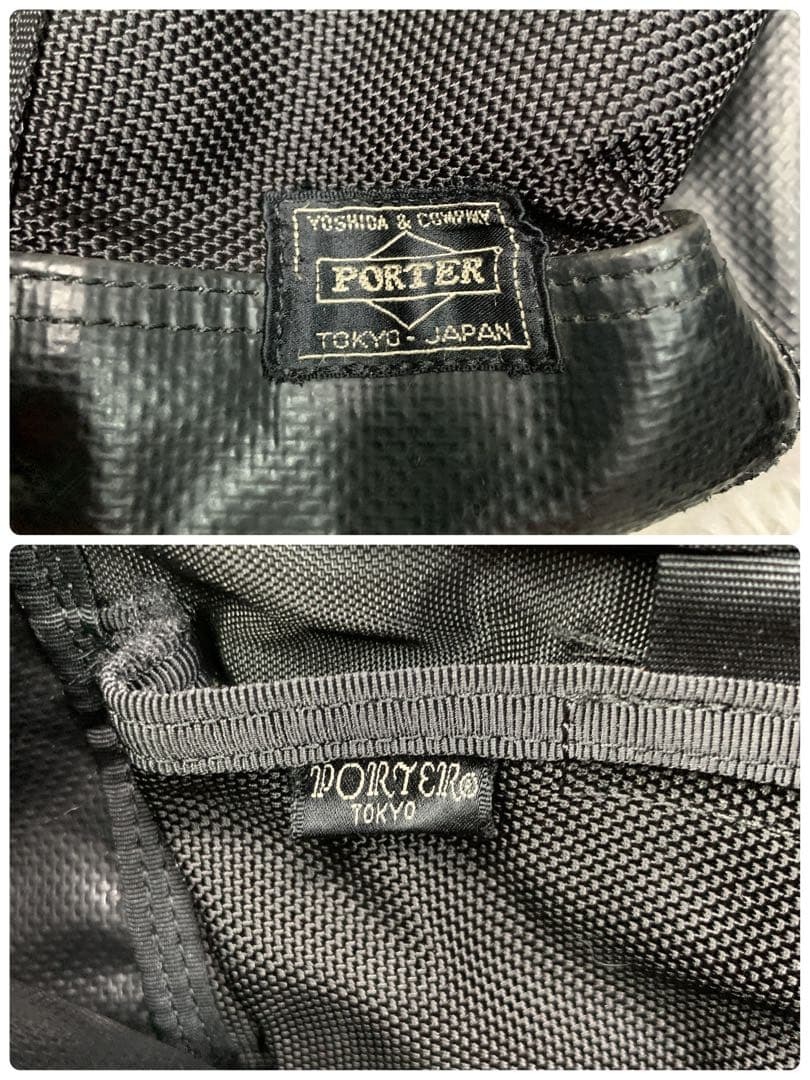 YOSHIDA & COMPANY
PORTER
TOKYO-JAPAN
PORTER®
TOKYO